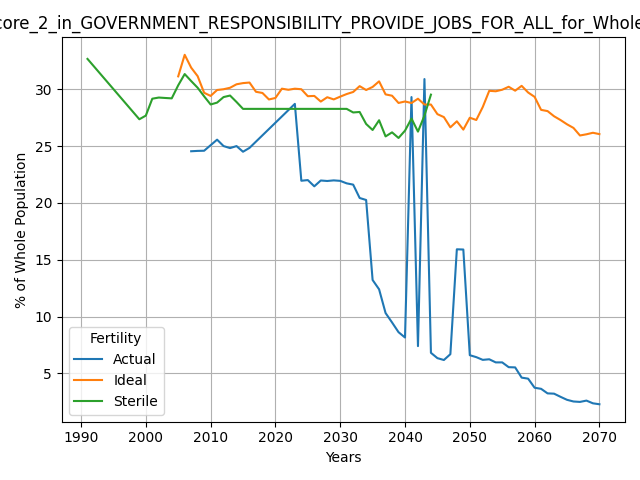 core_2_in_GOVERNMENT_RESPONSIBILITY_PROVIDE_JOBS_FOR_ALL_for_Whole
% of Whole Population
30
25
20
15
10
5
Fertility
Actual
Ideal
Sterile
1990 2000 2010 2020 2030 2040 2050 2060 2070
Years